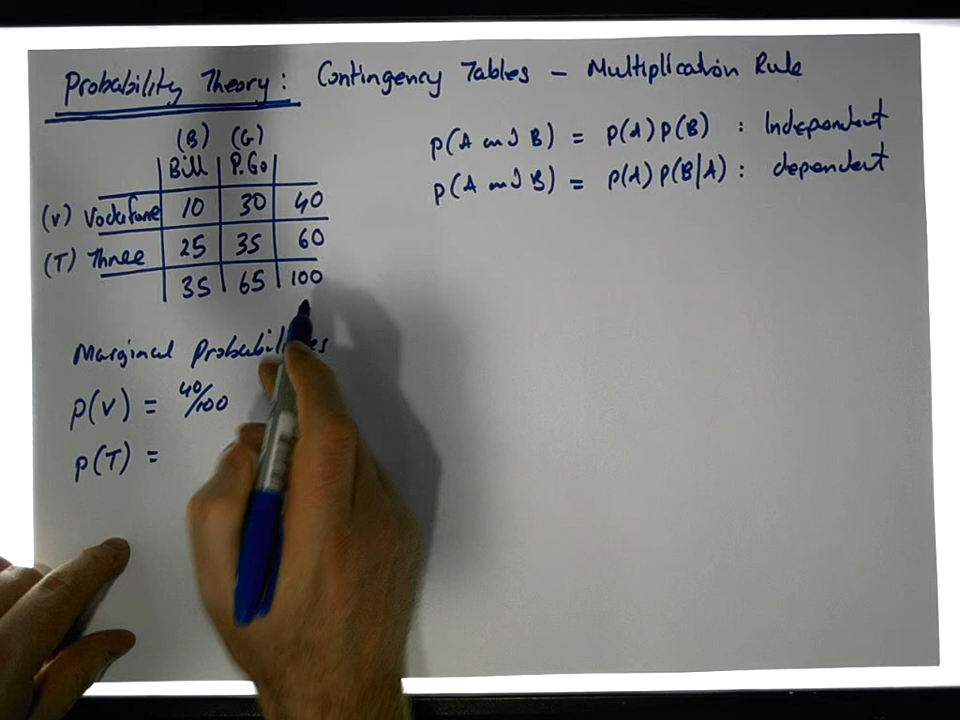 Probability Theory: Contingency Tables – Multiplication Rule
(B) (G)
Bill P.Go
(V) Vodafone 10 30 40
(T) Three 25 35 60
35 65 100
P(A and B) = P(A)P(B) : Independent
P(A and B) = P(A)P(B|A) : dependent
Marginal Probabilities
P(V) = 40/100
P(T) =